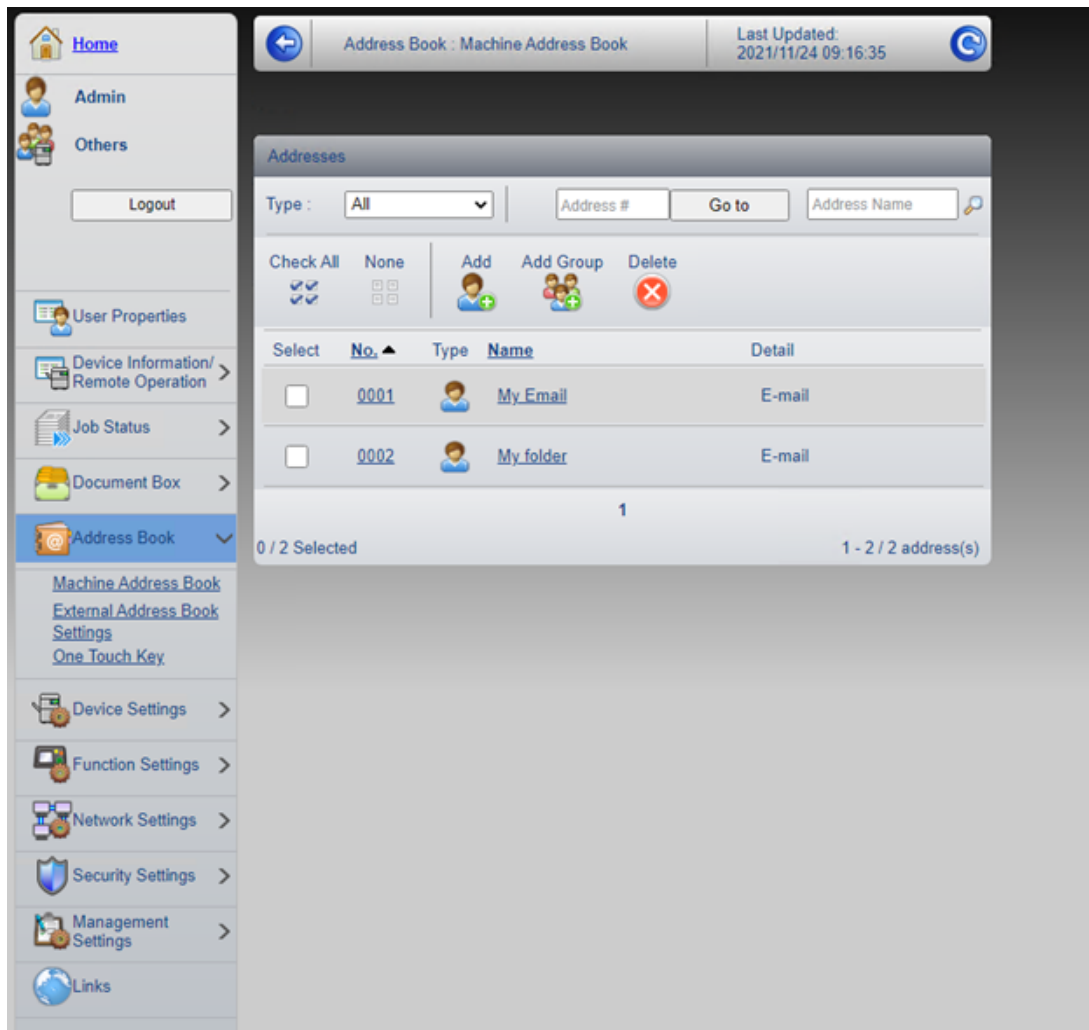 Home
Admin
Others
Logout
User Properties
Device Information/
Remote Operation
Job Status
Document Box
Address Book
Machine Address Book
External Address Book
Settings
One Touch Key
Device Settings
Function Settings
Network Settings
Security Settings
Management
Settings
Links
Address Book : Machine Address Book
Last Updated:
2021/11/24 09:16:35
Addresses
Type : All Address # Go to Address Name
Check All None Add Add Group Delete
Select No. Type Name Detail
0001 My Email E-mail
0002 My folder E-mail
1
0 / 2 Selected 1 - 2 / 2 address(s)